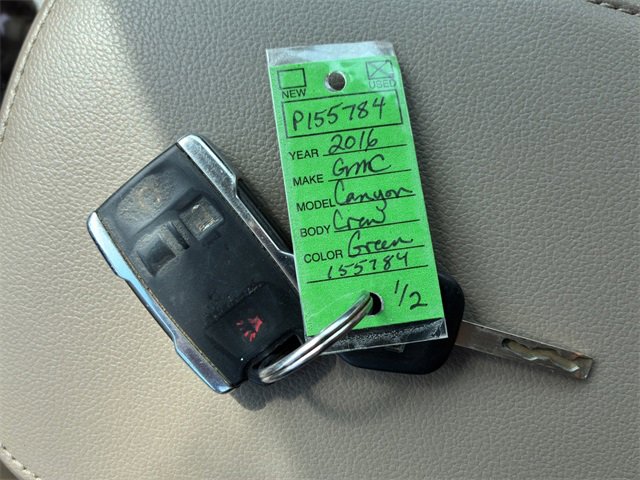 NEW USED
P155784
YEAR 2016
MAKE GMC
MODEL Canyon
BODY Crew
COLOR Green
155784
1/2